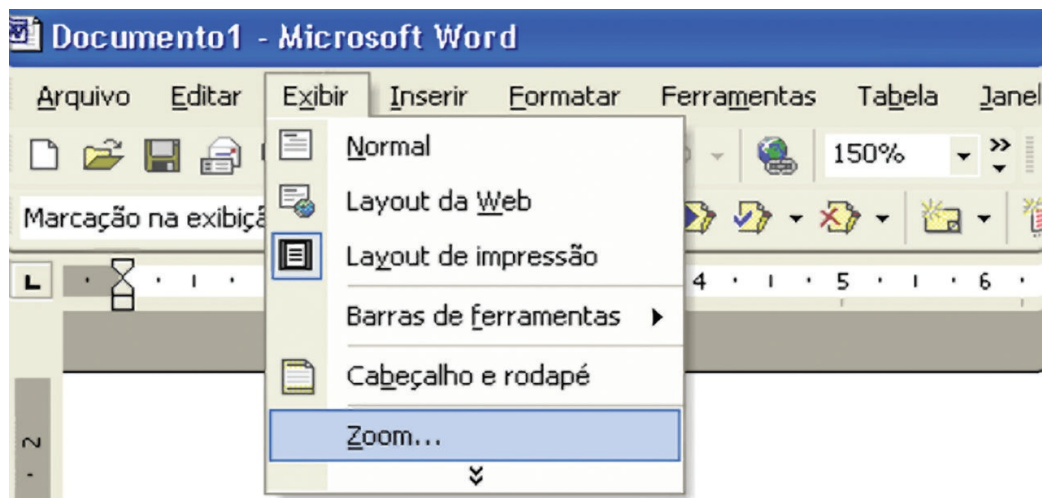 Documento1 - Microsoft Word
Arquivo Editar Exibir Inserir Formatar Ferramentas Tabela Janel
150%
Marcação na exibiçã
Normal
Layout da Web
Layout de impressão
Barras de ferramentas
Cabeçalho e rodapé
Zoom...
L
4 5 6
2